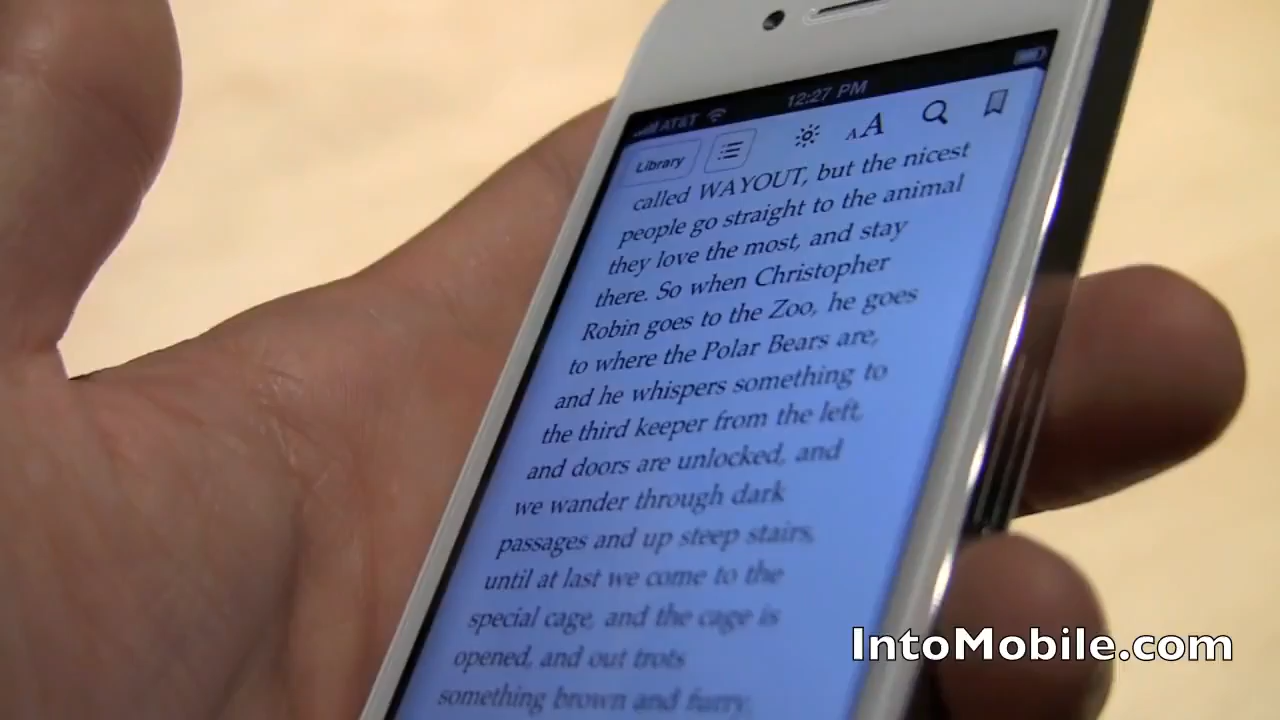 AT&T 12:27 PM
Library AA
called WAYOUT, but the nicest
people go straight to the animal
they love the most, and stay
there. So when Christopher
Robin goes to the Zoo, he goes
to where the Polar Bears are,
and he whispers something to
the third keeper from the left,
and doors are unlocked, and
we wander through dark
passages and up steep stairs,
until at last we come to the
special cage, and the cage is
opened, and out trots
something brown and furry,
IntoMobile.com